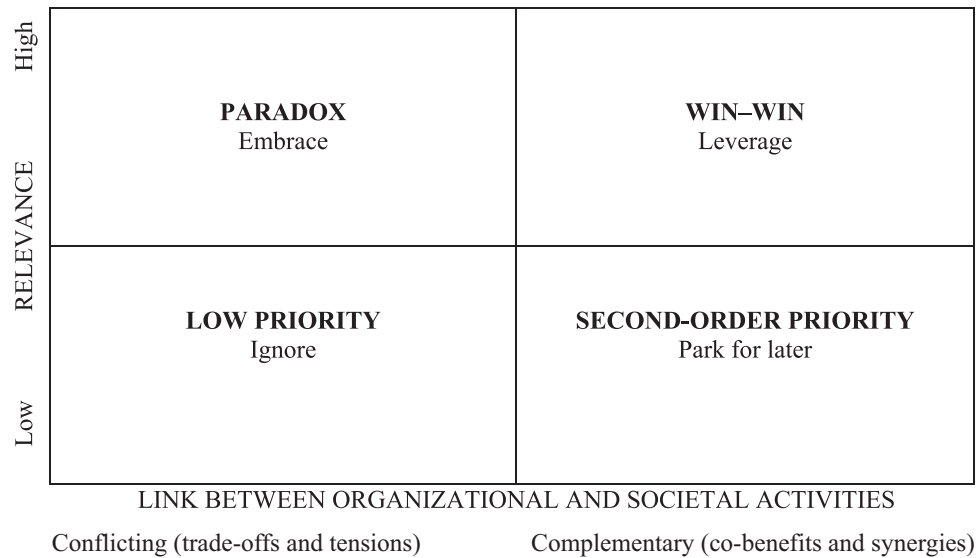 High
RELEVANCE
Low
PARADOX
Embrace
WIN–WIN
Leverage
LOW PRIORITY
Ignore
SECOND-ORDER PRIORITY
Park for later
LINK BETWEEN ORGANIZATIONAL AND SOCIETAL ACTIVITIES
Conflicting (trade-offs and tensions)
Complementary (co-benefits and synergies)